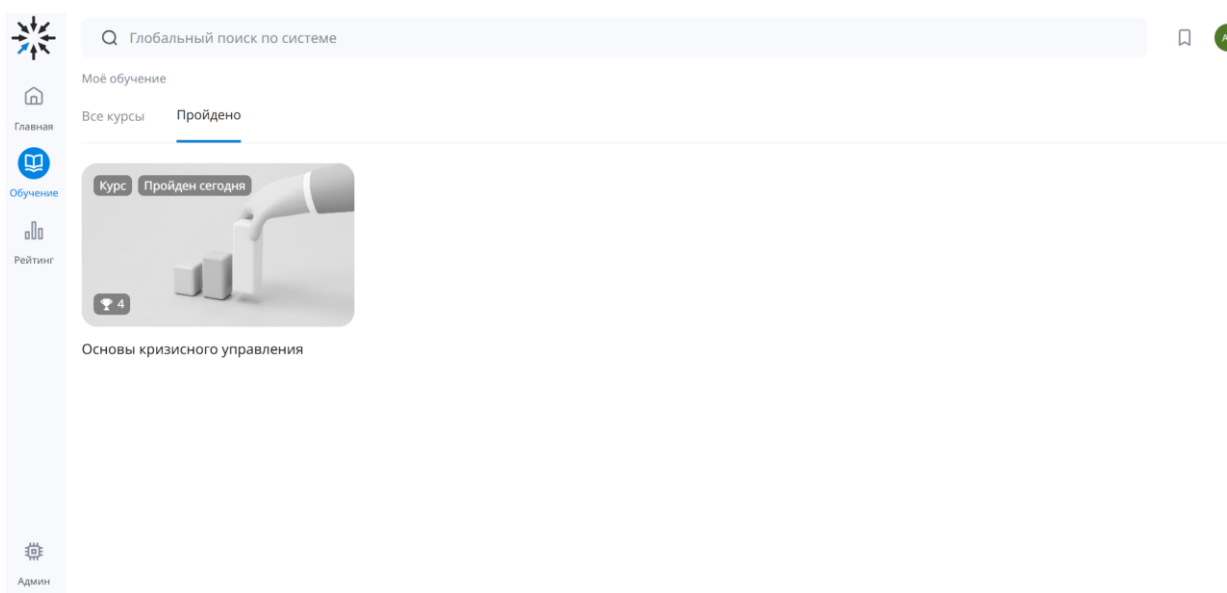 Глобальный поиск по системе
Моё обучение
Все курсы Пройдено
Главная
Обучение
Рейтинг
Админ
Курс Пройден сегодня
4
Основы кризисного управления